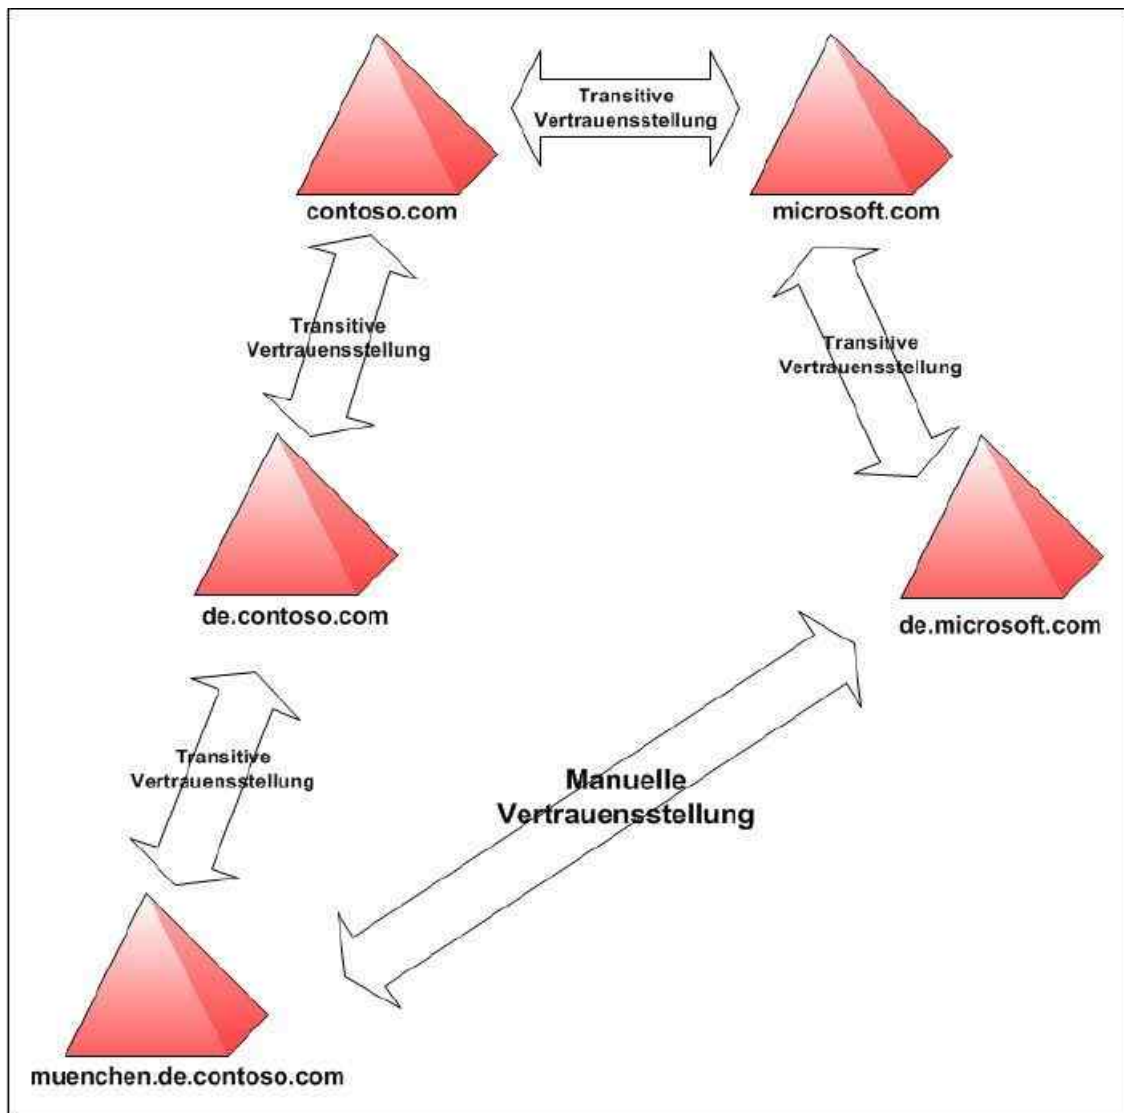 Transitive
Vertrauensstellung
contoso.com
microsoft.com
Transitive
Vertrauensstellung
Transitive
Vertrauensstellung
de.contoso.com
de.microsoft.com
Transitive
Vertrauensstellung
Manuelle
Vertrauensstellung
muenchen.de.contoso.com